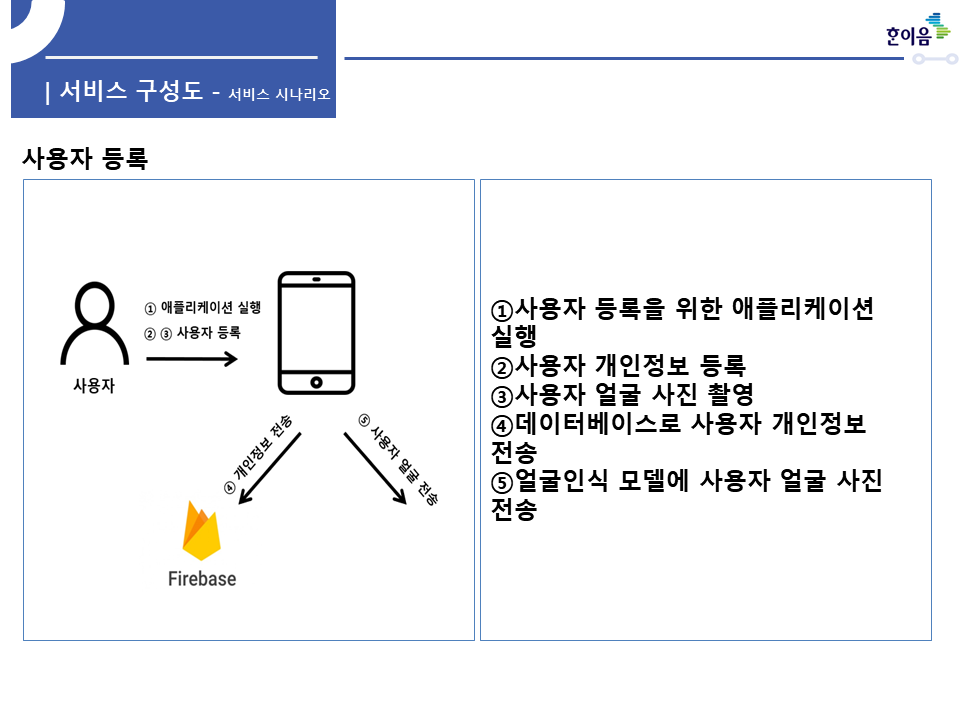 한이음
| 서비스 구성도 - 서비스 시나리오
사용자 등록
① 애플리케이션 실행
② ③ 사용자 등록
사용자
④ 개인정보 전송
⑤ 사용자 얼굴 전송
Firebase
①사용자 등록을 위한 애플리케이션
실행
②사용자 개인정보 등록
③사용자 얼굴 사진 촬영
④데이터베이스로 사용자 개인정보
전송
⑤얼굴인식 모델에 사용자 얼굴 사진
전송